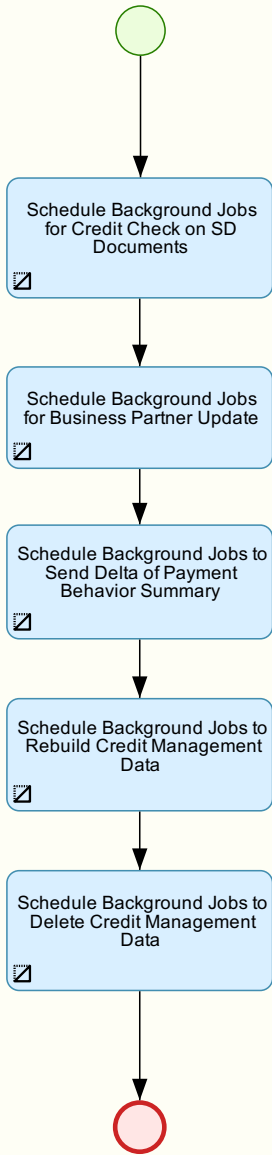 Schedule Background Jobs
for Credit Check on SD
Documents
Schedule Background Jobs
for Business Partner Update
Schedule Background Jobs to
Send Delta of Payment
Behavior Summary
Schedule Background Jobs to
Rebuild Credit Management
Data
Schedule Background Jobs to
Delete Credit Management
Data